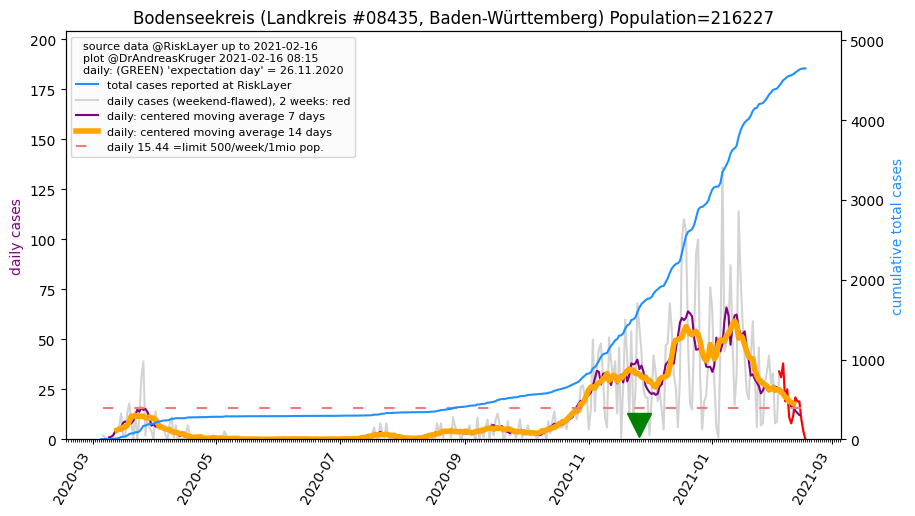 Bodenseekreis (Landkreis #08435, Baden-Württemberg) Population=216227
source data @RiskLayer up to 2021-02-16
plot @DrAndreasKruger 2021-02-16 08:15
daily: (GREEN) 'expectation day' = 26.11.2020
total cases reported at RiskLayer
daily cases (weekend-flawed), 2 weeks: red
daily: centered moving average 7 days
daily: centered moving average 14 days
daily 15.44 =limit 500/week/1mio pop.
daily cases
200
175
150
125
100
75
50
25
0
5000
4000
3000
2000
1000
0
cumulative total cases
2020-03
2020-05
2020-07
2020-09
2020-11
2021-01
2021-03